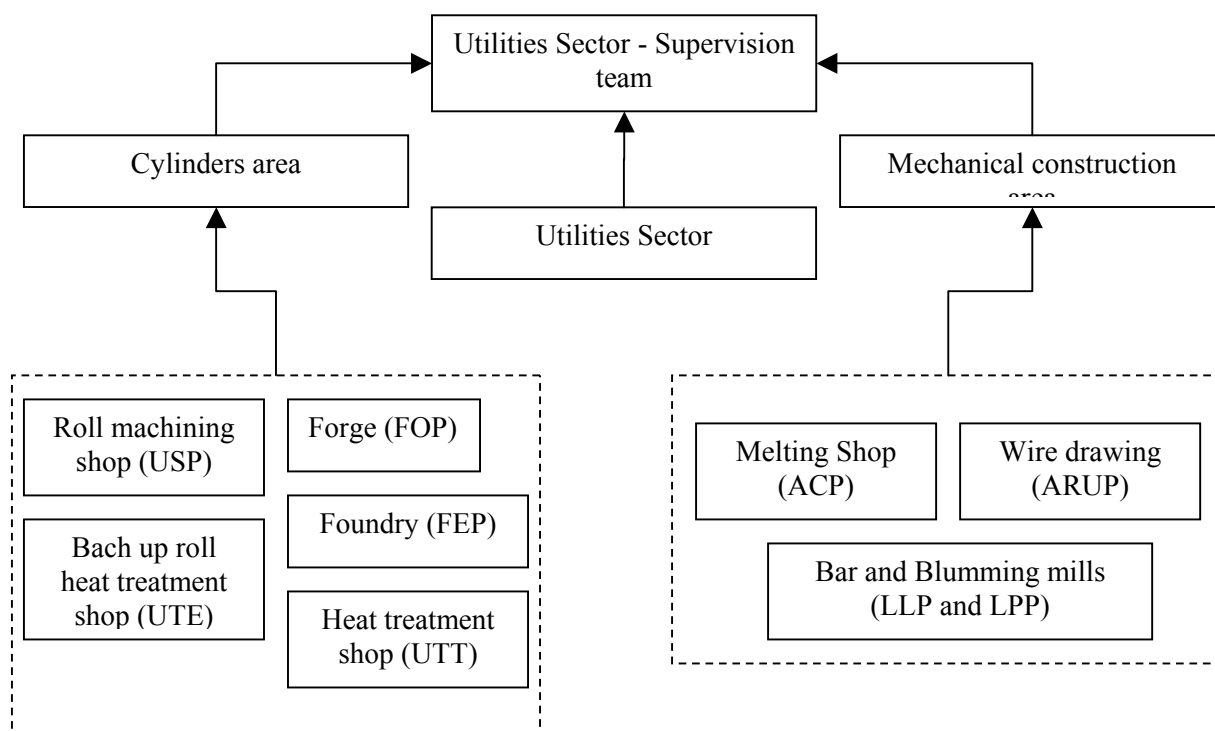 Utilities Sector - Supervision
team
Cylinders area
Mechanical construction
area
Utilities Sector
Roll machining
shop (USP)
Forge (FOP)
Foundry (FEP)
Bach up roll
heat treatment
shop (UTE)
Heat treatment
shop (UTT)
Melting Shop
(ACP)
Wire drawing
(ARUP)
Bar and Blumming mills
(LLP and LPP)